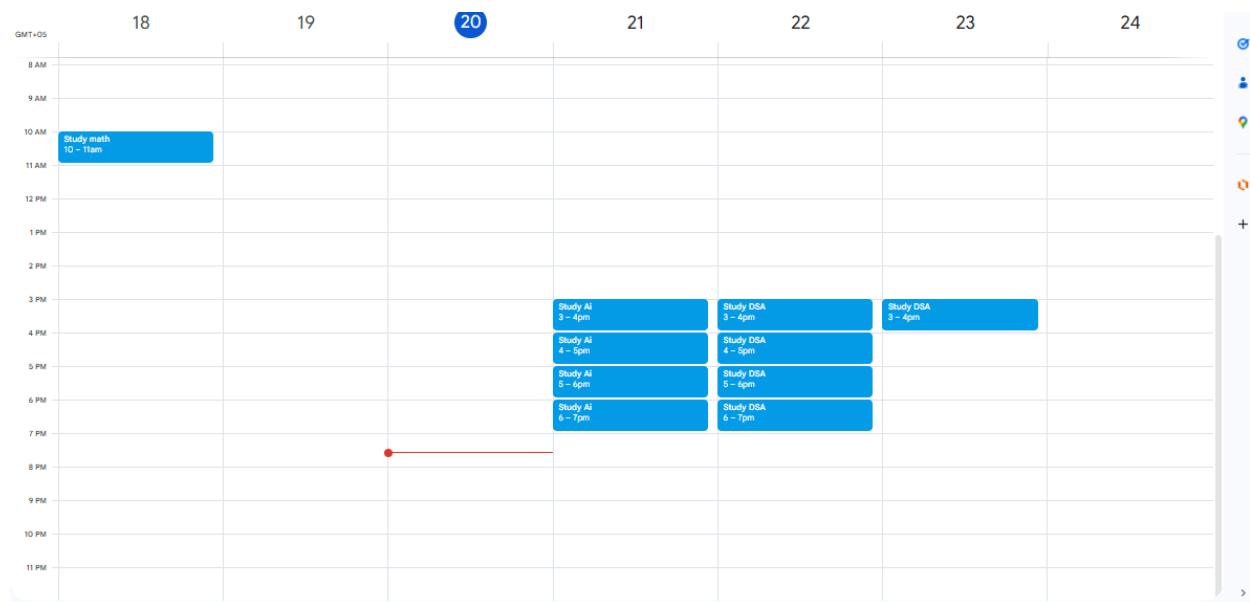 18 19 20 21 22 23 24
GMT+05
8 AM
9 AM
10 AM
Study math
10 – 11am
11 AM
12 PM
1 PM
2 PM
3 PM
Study Ai
3 – 4pm
Study DSA
3 – 4pm
Study DSA
3 – 4pm
4 PM
Study Ai
4 – 5pm
Study DSA
4 – 5pm
5 PM
Study Ai
5 – 6pm
Study DSA
5 – 6pm
6 PM
Study Ai
6 – 7pm
Study DSA
6 – 7pm
7 PM
8 PM
9 PM
10 PM
11 PM